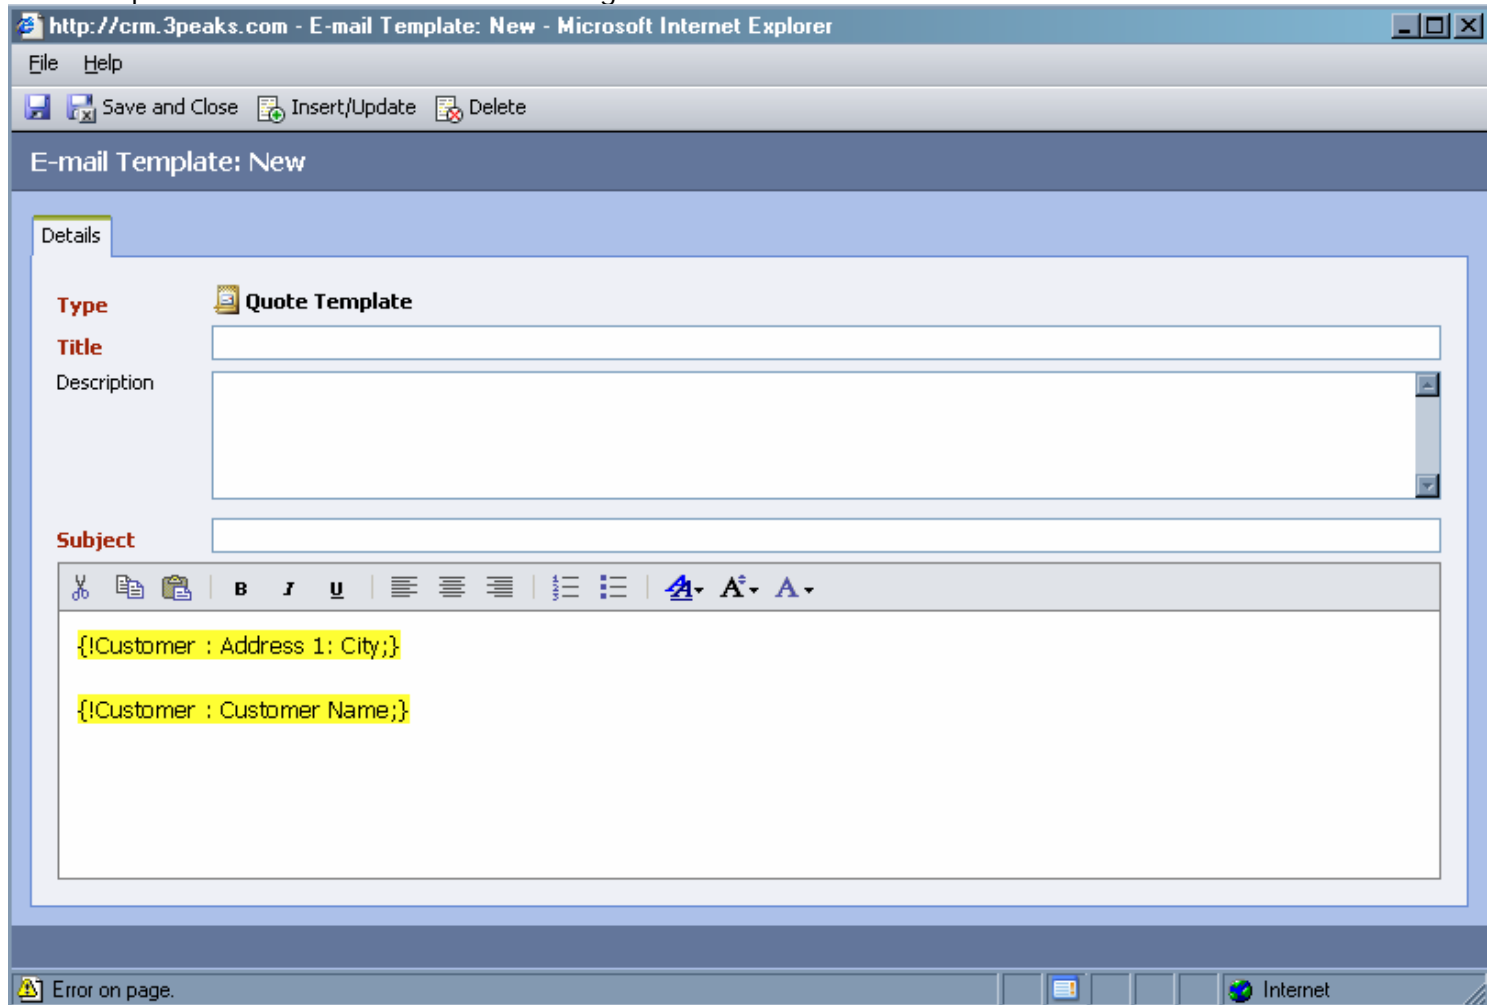 http://crm.3peaks.com - E-mail Template: New - Microsoft Internet Explorer
File Help
Save and Close Insert/Update Delete
E-mail Template: New
Details
Type Quote Template
Title
Description
Subject
B I U A A A
{!Customer : Address 1: City;}
{!Customer : Customer Name;}
Error on page. Internet